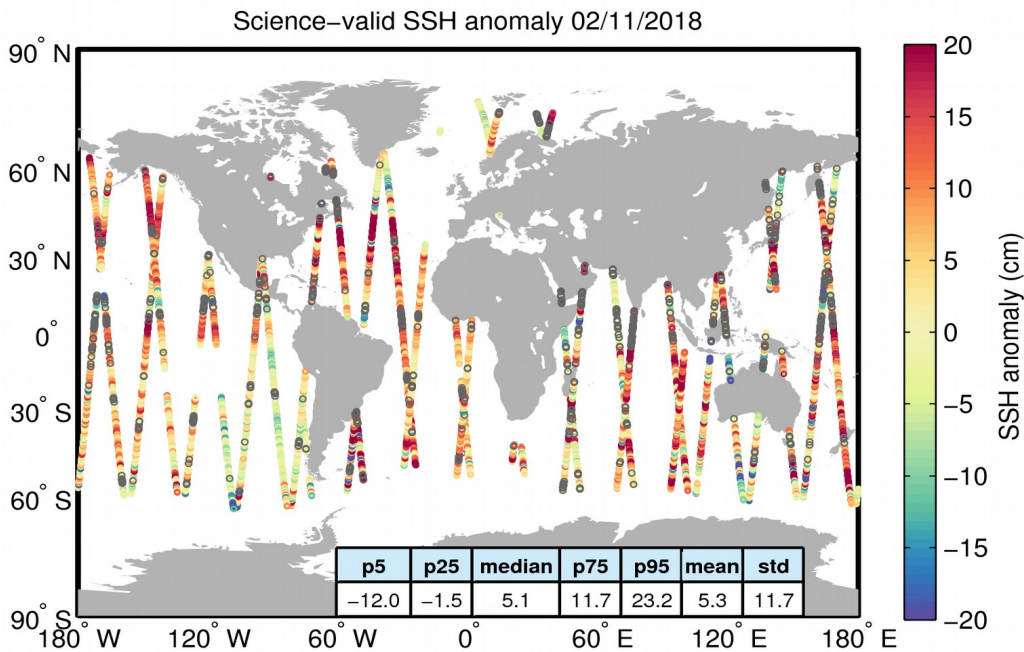 Science−valid SSH anomaly 02/11/2018
90° N
60° N
30° N
0°
30° S
60° S
90° S
180° W
120° W
60° W
0°
60° E
120° E
180° E
p5 p25 median p75 p95 mean std
−12.0 −1.5 5.1 11.7 23.2 5.3 11.7
20
15
10
5
0
−5
−10
−15
−20
SSH anomaly (cm)